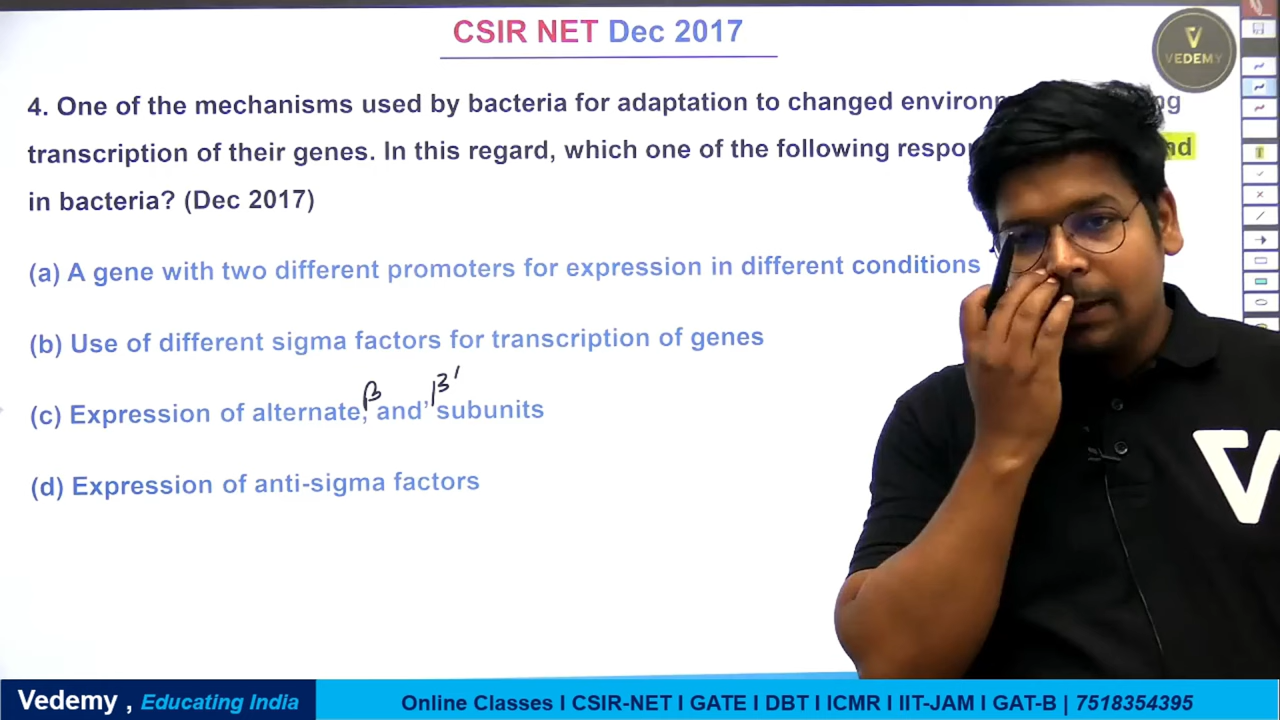 CSIR NET Dec 2017
VEDEMY
4. One of the mechanisms used by bacteria for adaptation to changed
transcription of their genes. In this regard, which one of the following
in bacteria? (Dec 2017)
(a) A gene with two different promoters for expression in different conditions
(b) Use of different sigma factors for transcription of genes
β β'
(c) Expression of alternate, and' subunits
(d) Expression of anti-sigma factors
Vedemy , Educating India
Online Classes I CSIR-NET I GATE I DBT I ICMR I IIT-JAM I GAT-B | 7518354395